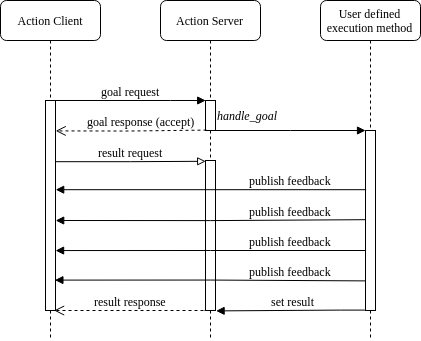 Action Client
Action Server
User defined
execution method
goal request
handle_goal
goal response (accept)
result request
publish feedback
publish feedback
publish feedback
publish feedback
result response
set result